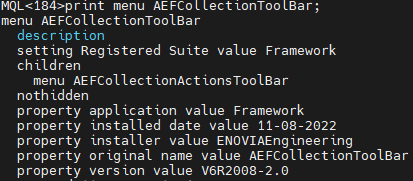 MQL<184>print menu AEFCollectionToolBar;
menu AEFCollectionToolBar
description
setting Registered Suite value Framework
children
menu AEFCollectionActionsToolBar
nothidden
property application value Framework
property installed date value 11-08-2022
property installer value ENOVIAEngineering
property original name value AEFCollectionToolBar
property version value V6R2008-2.0